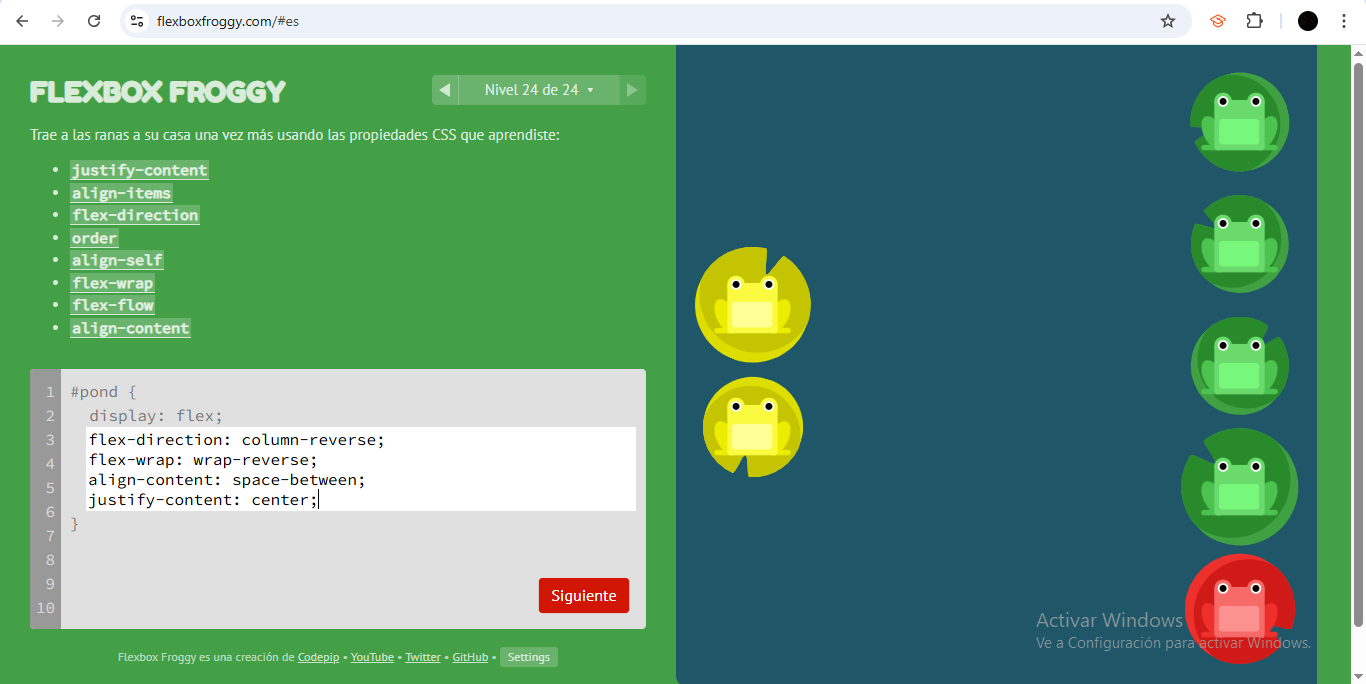 flexboxfroggy.com/#es
FLEXBOX FROGGY
Nivel 24 de 24
Trae a las ranas a su casa una vez más usando las propiedades CSS que aprendiste:
• justify-content
• align-items
• flex-direction
• order
• align-self
• flex-wrap
• flex-flow
• align-content
1 #pond {
2 display: flex;
3 flex-direction: column-reverse;
4 flex-wrap: wrap-reverse;
5 align-content: space-between;
6 justify-content: center;
7 }
8
9
10
Siguiente
Flexbox Froggy es una creación de Codepip • YouTube • Twitter • GitHub • Settings
Activar Windows
Ve a Configuración para activar Windows.